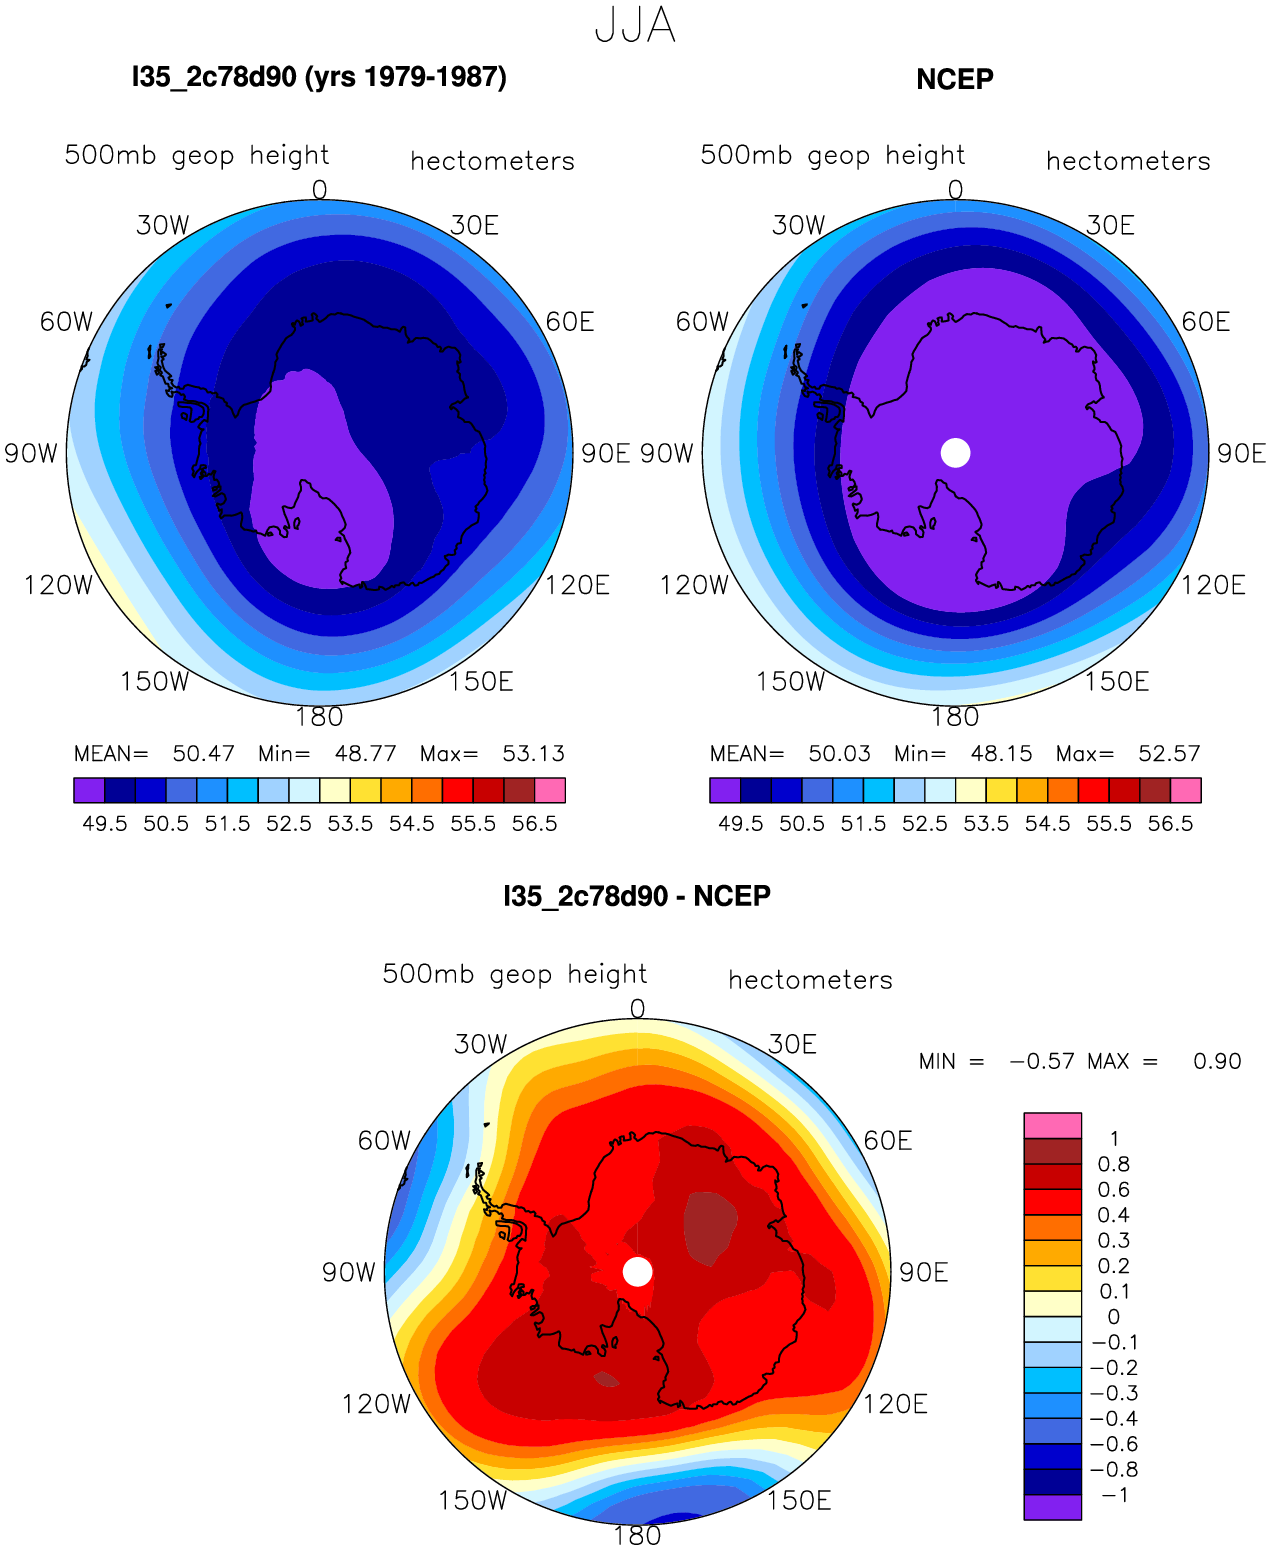 JJA
I35_2c78d90 (yrs 1979-1987)
NCEP
500mb geop height hectometers
500mb geop height hectometers
0
30W 30E
60W 60E
90W 90E
120W 120E
150W 150E
180
0
30W 30E
60W 60E
90W 90E
120W 120E
150W 150E
180
MEAN= 50.47 Min= 48.77 Max= 53.13
49.5 50.5 51.5 52.5 53.5 54.5 55.5 56.5
MEAN= 50.03 Min= 48.15 Max= 52.57
49.5 50.5 51.5 52.5 53.5 54.5 55.5 56.5
I35_2c78d90 - NCEP
500mb geop height hectometers
0
30W 30E
60W 60E
90W 90E
120W 120E
150W 150E
180
MIN = -0.57 MAX = 0.90
1
0.8
0.6
0.4
0.3
0.2
0.1
0
-0.1
-0.2
-0.3
-0.4
-0.6
-0.8
-1